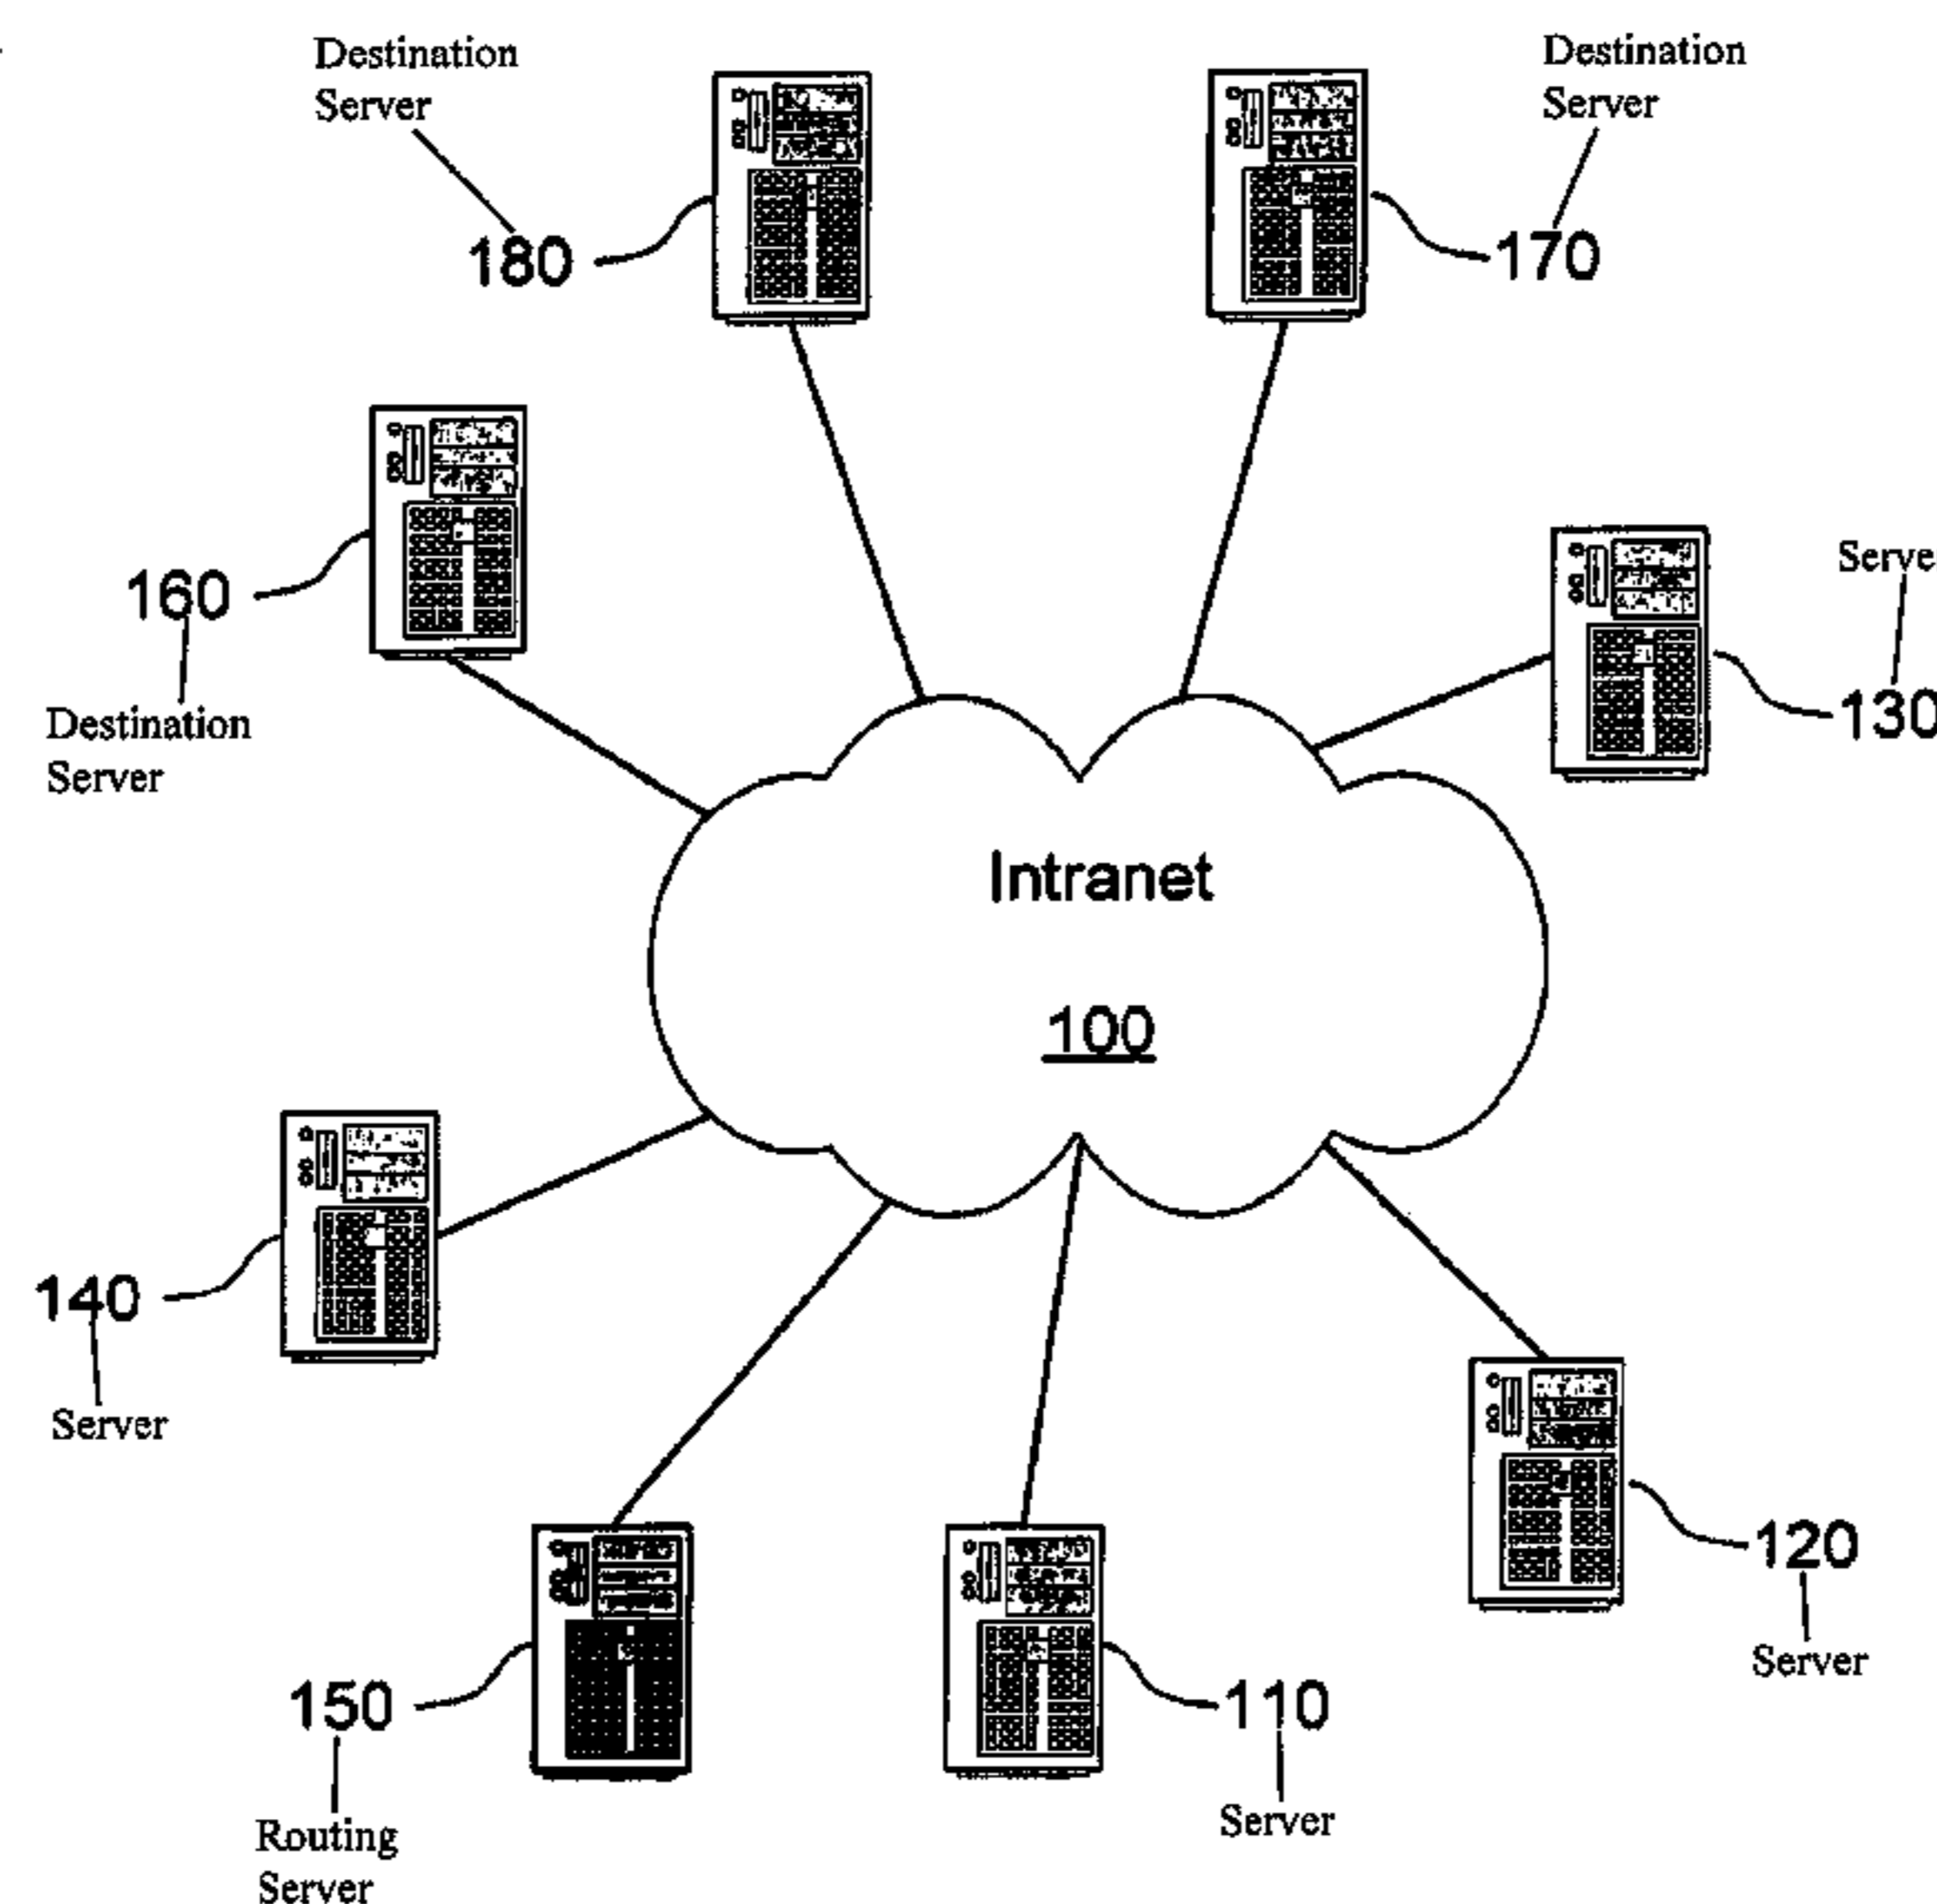 Destination
Server
180
Destination
Server
170
160
Destination
Server
Serve
130
Intranet
100
140
Server
120
Server
150
Routing
Server
110
Server